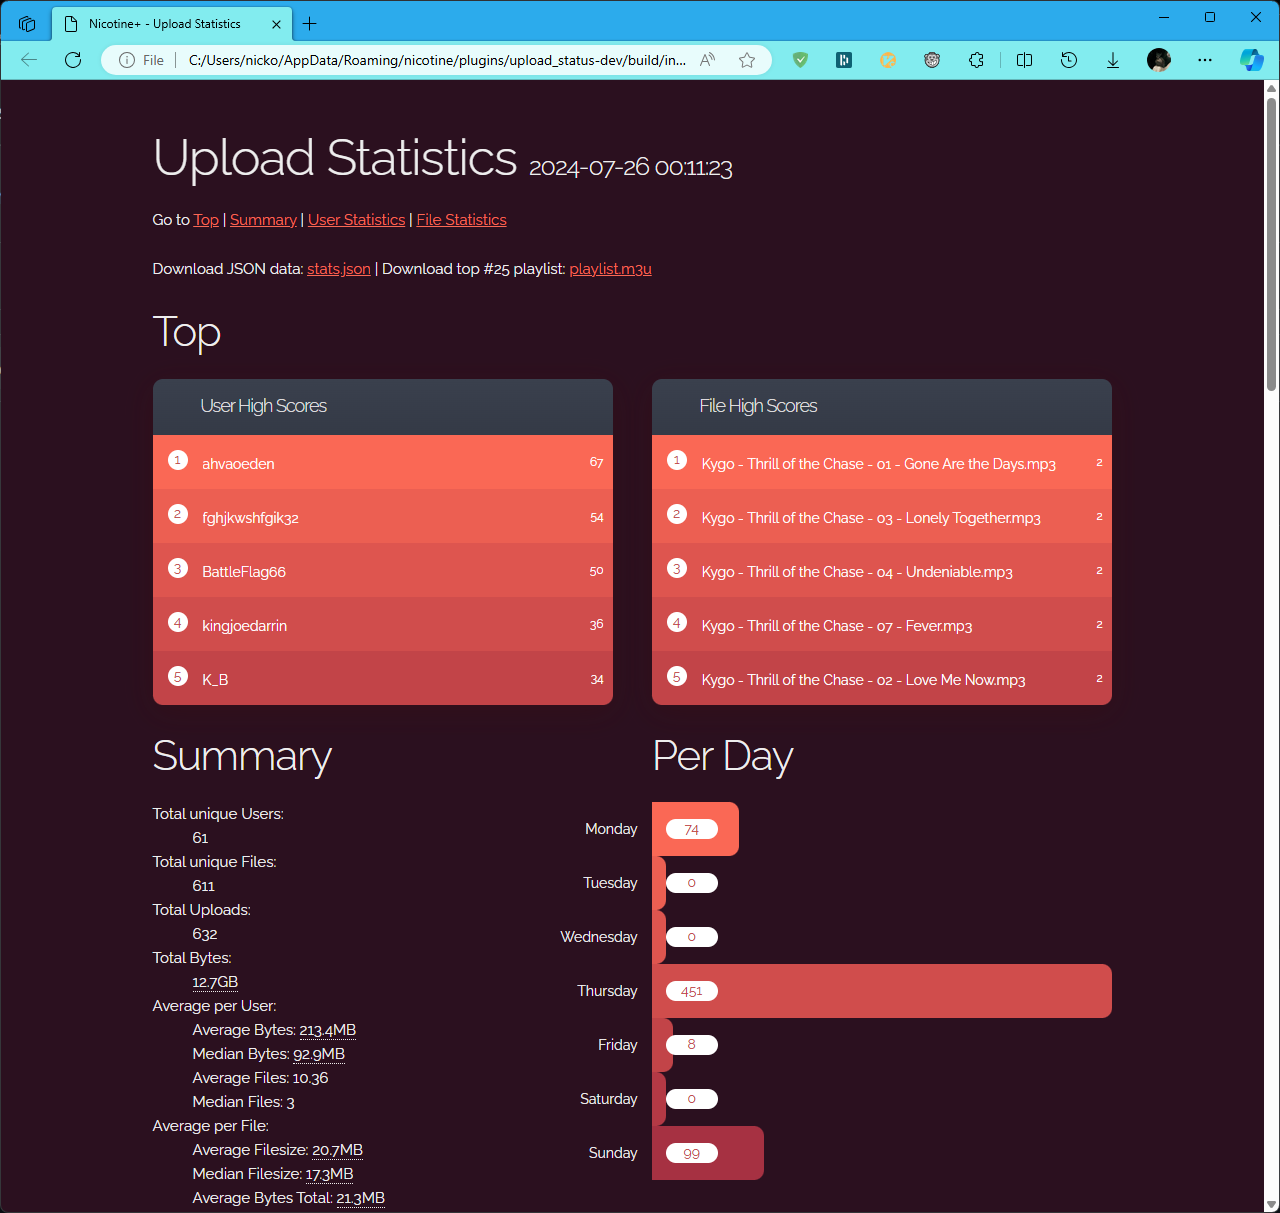 Nicotine+ - Upload Statistics
File
C:/Users/nicko/AppData/Roaming/nicotine/plugins/upload_status-dev/build/in...
Upload Statistics 2024-07-26 00:11:23
Go to Top | Summary | User Statistics | File Statistics
Download JSON data: stats.json | Download top #25 playlist: playlist.m3u
Top
User High Scores
1 ahvaoeden 67
2 fghjkwshfgik32 54
3 BattleFlag66 50
4 kingjoedarrin 36
5 K_B 34
File High Scores
1 Kygo - Thrill of the Chase - 01 - Gone Are the Days.mp3 2
2 Kygo - Thrill of the Chase - 03 - Lonely Together.mp3 2
3 Kygo - Thrill of the Chase - 04 - Undeniable.mp3 2
4 Kygo - Thrill of the Chase - 07 - Fever.mp3 2
5 Kygo - Thrill of the Chase - 02 - Love Me Now.mp3 2
Summary
Total unique Users:
61
Total unique Files:
611
Total Uploads:
632
Total Bytes:
12.7GB
Average per User:
Average Bytes: 213.4MB
Median Bytes: 92.9MB
Average Files: 10.36
Median Files: 3
Average per File:
Average Filesize: 20.7MB
Median Filesize: 17.3MB
Average Bytes Total: 21.3MB
Per Day
Monday 74
Tuesday 0
Wednesday 0
Thursday 451
Friday 8
Saturday 0
Sunday 99